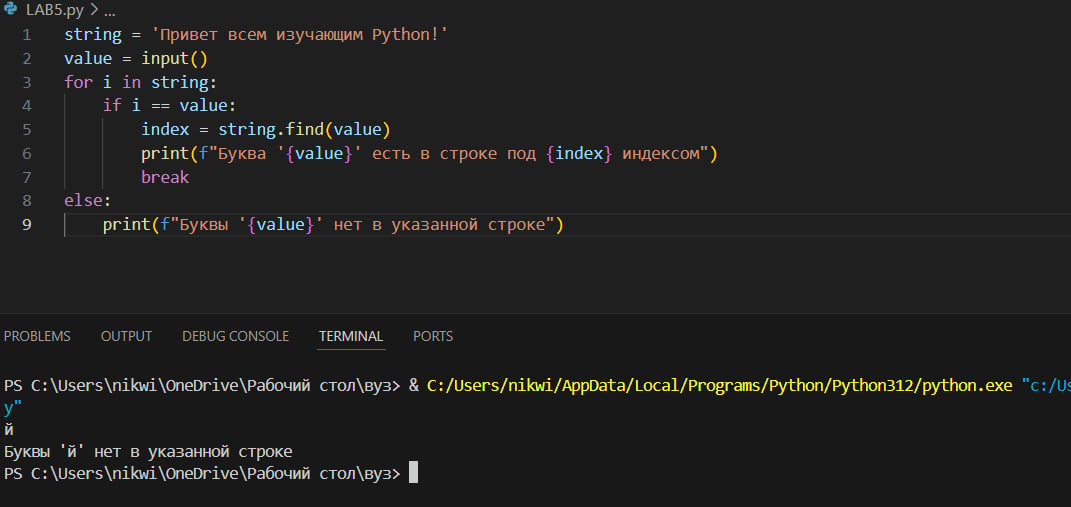 LAB5.py > ...
1 string = 'Привет всем изучающим Python!'
2 value = input()
3 for i in string:
4     if i == value:
5         index = string.find(value)
6         print(f"Буква '{value}' есть в строке под {index} индексом")
7         break
8 else:
9     print(f"Буквы '{value}' нет в указанной строке")
PROBLEMS OUTPUT DEBUG CONSOLE TERMINAL PORTS
PS C:\Users\nikwi\OneDrive\Рабочий стол\вуз> & C:/Users/nikwi/AppData/Local/Programs/Python/Python312/python.exe "c:/Us
y"
й
Буквы 'й' нет в указанной строке
PS C:\Users\nikwi\OneDrive\Рабочий стол\вуз>